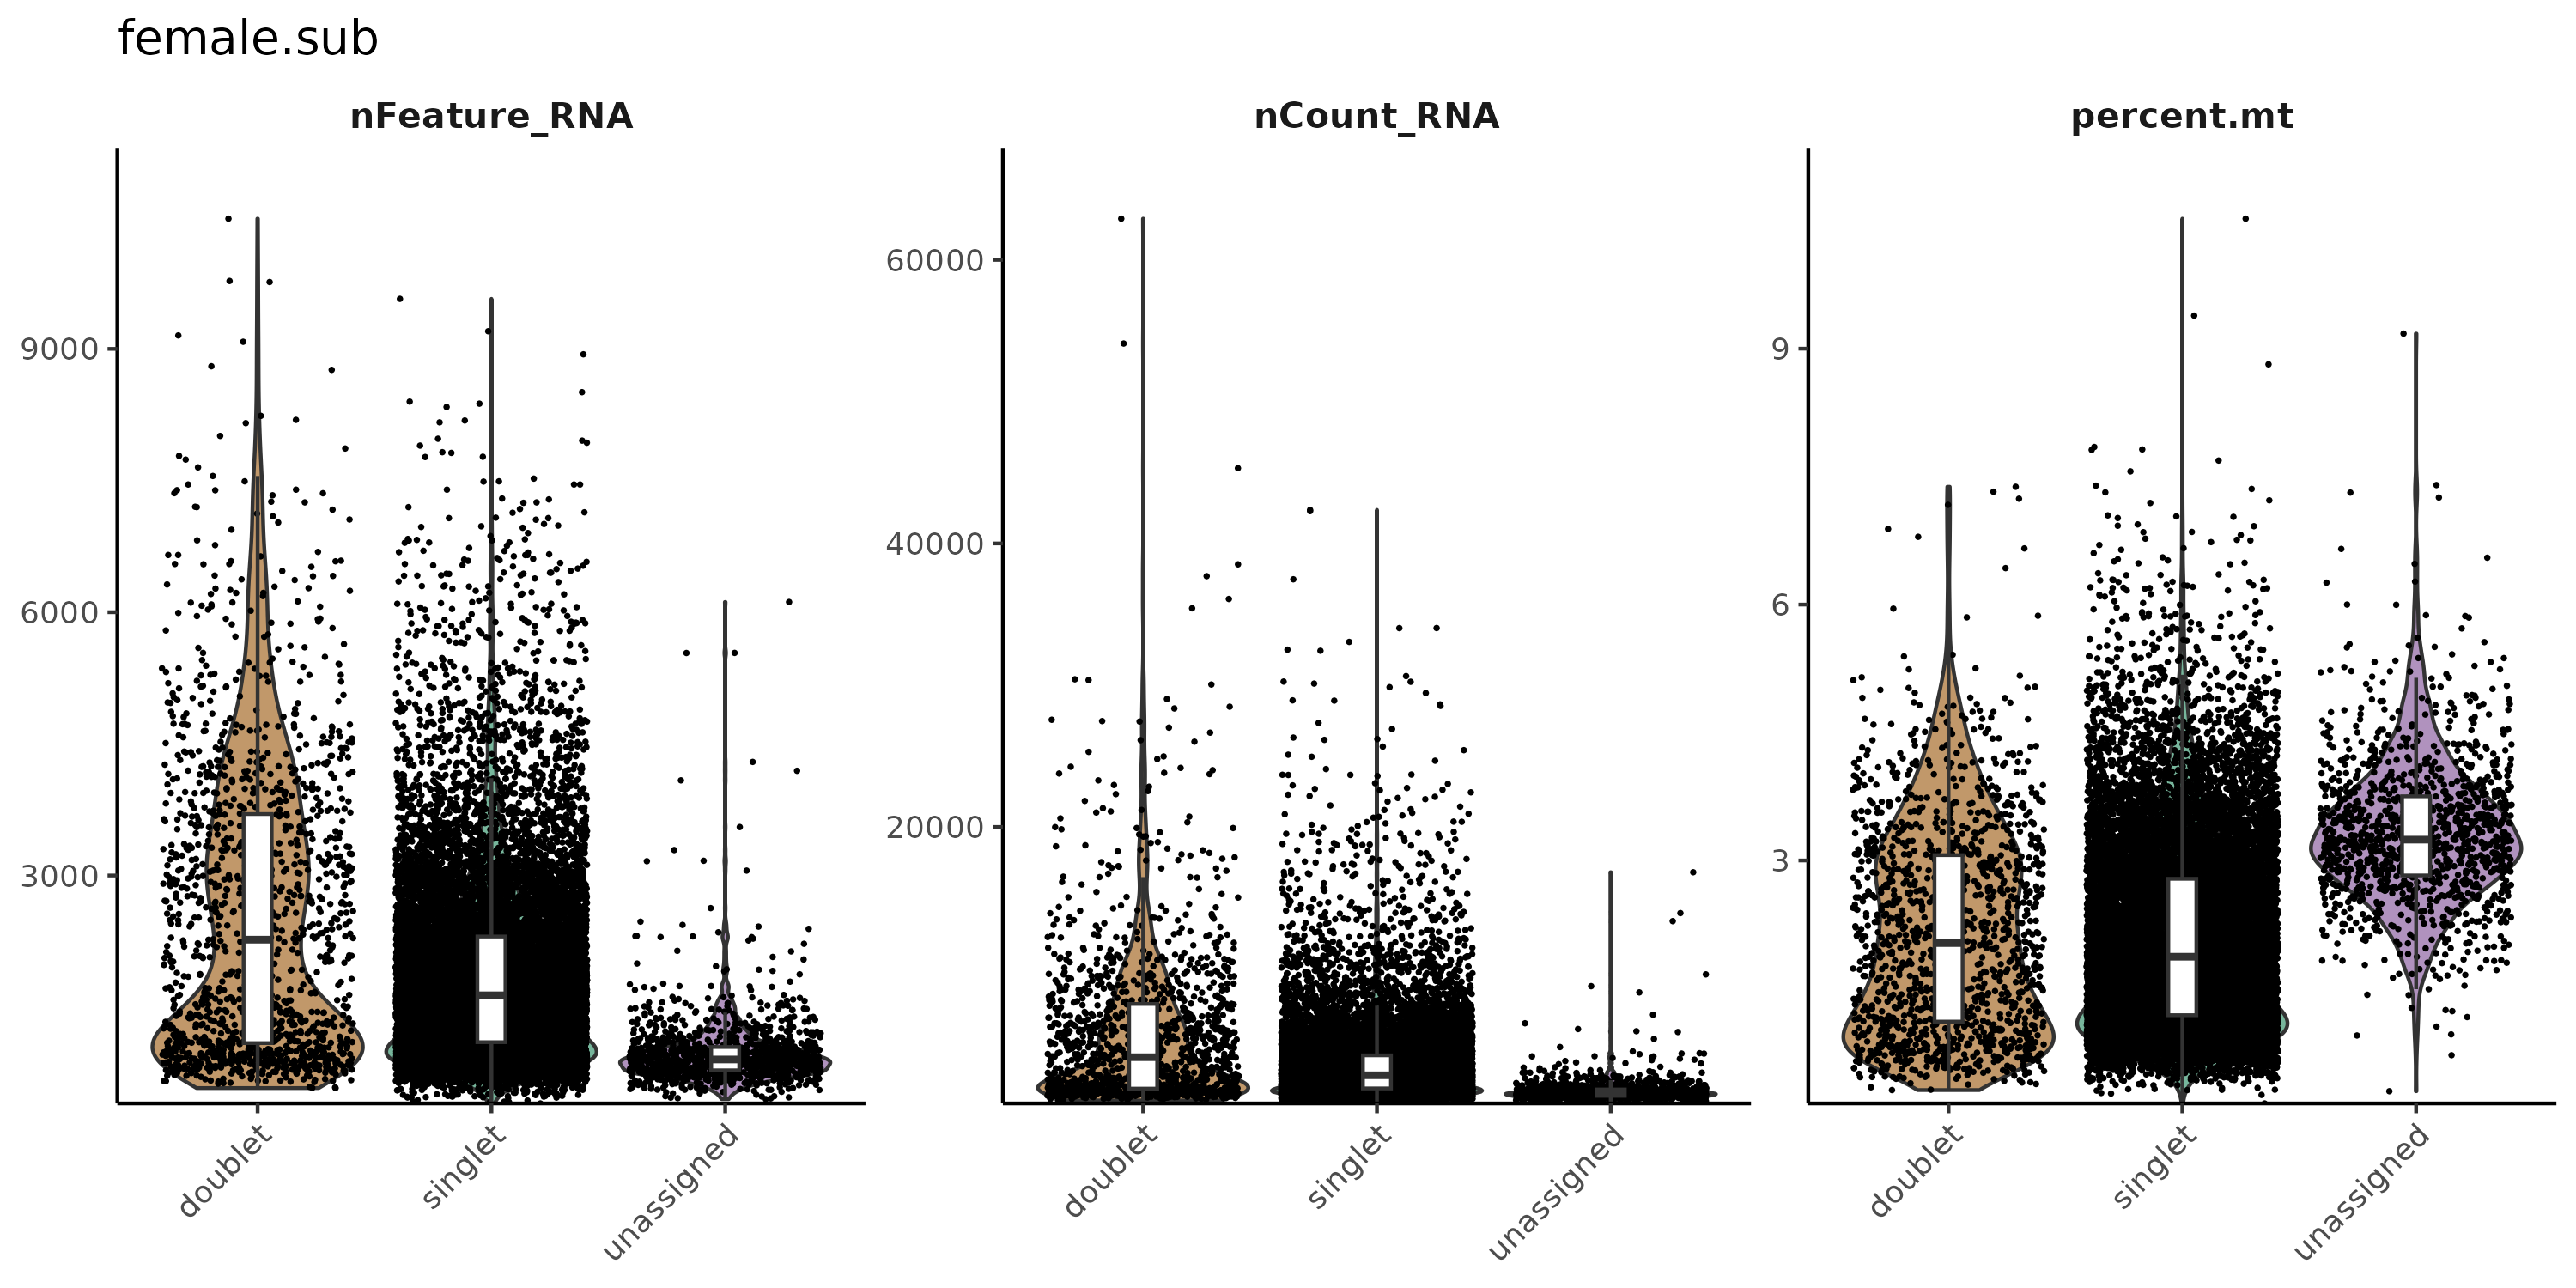 female.sub
nFeature_RNA
nCount_RNA
percent.mt
9000
6000
3000
60000
40000
20000
9
6
3
doublet
singlet
unassigned
doublet
singlet
unassigned
doublet
singlet
unassigned